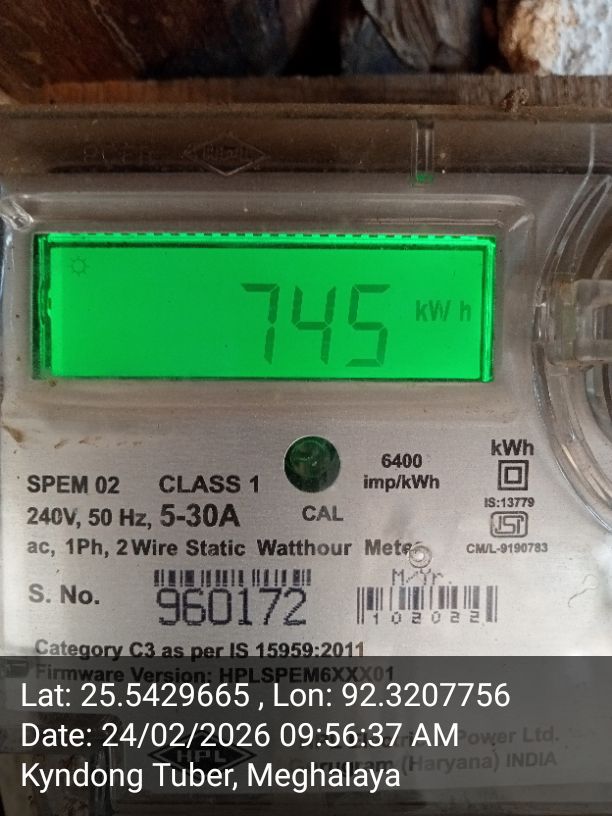 745 kWh
SPEM 02 CLASS 1
6400 imp/kWh
kWh
240V, 50 Hz, 5-30A
CAL
IS:13779
ISI
CM/L-9190783
ac, 1Ph, 2 Wire Static Watthour Meter
S. No. 960172
M/Yr.
102022
Category C3 as per IS 15959:2011
Firmware Version: HPLSPEM6XXX01
Lat: 25.5429665 , Lon: 92.3207756
Date: 24/02/2026 09:56:37 AM
Power Ltd.
Kyndong Tuber, Meghalaya
HPL
(Haryana) INDIA